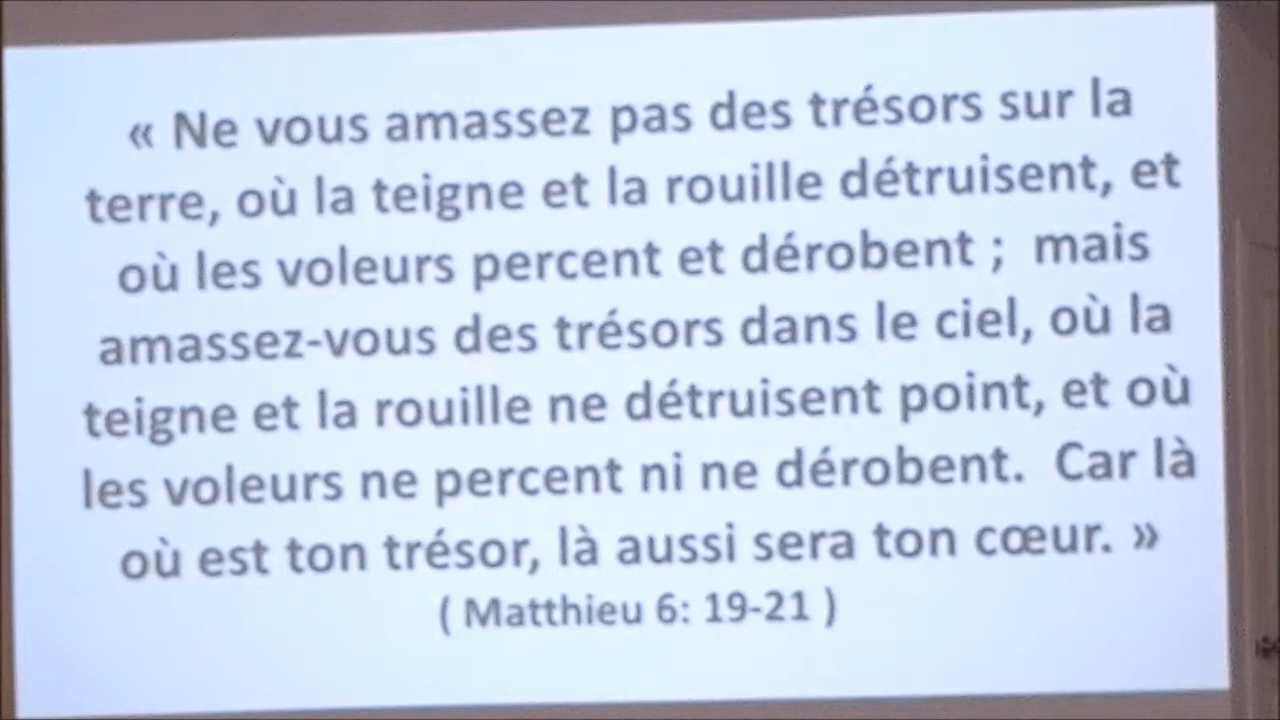 « Ne vous amassez pas des trésors sur la
terre, où la teigne et la rouille détruisent, et
où les voleurs percent et dérobent ; mais
amassez-vous des trésors dans le ciel, où la
teigne et la rouille ne détruisent point, et où
les voleurs ne percent ni ne dérobent. Car là
où est ton trésor, là aussi sera ton cœur. »
( Matthieu 6: 19-21 )